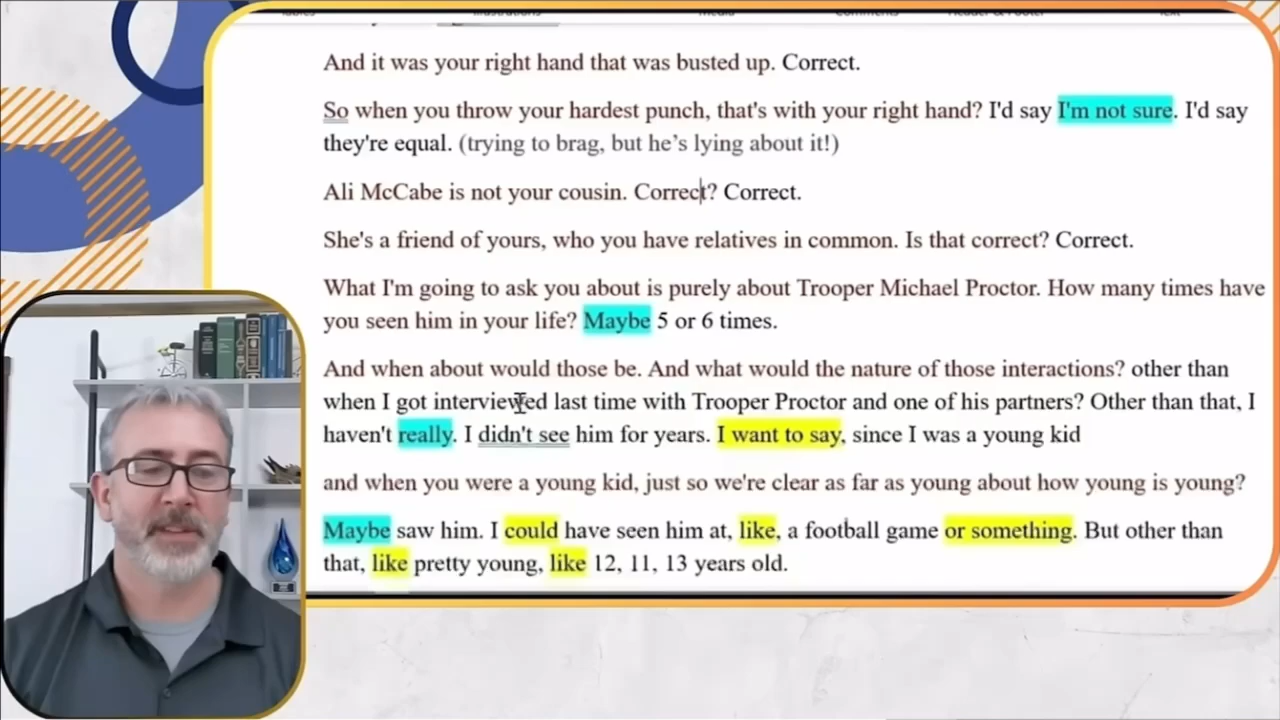 And it was your right hand that was busted up. Correct.
So when you throw your hardest punch, that's with your right hand? I'd say I'm not sure. I'd say
they're equal. (trying to brag, but he's lying about it!)
Ali McCabe is not your cousin. Correct? Correct.
She's a friend of yours, who you have relatives in common. Is that correct? Correct.
What I'm going to ask you about is purely about Trooper Michael Proctor. How many times have
you seen him in your life? Maybe 5 or 6 times.
And when about would those be. And what would the nature of those interactions? other than
when I got interviewed last time with Trooper Proctor and one of his partners? Other than that, I
haven't really. I didn't see him for years. I want to say, since I was a young kid
and when you were a young kid, just so we're clear as far as young about how young is young?
Maybe saw him. I could have seen him at, like, a football game or something. But other than
that, like pretty young, like 12, 11, 13 years old.